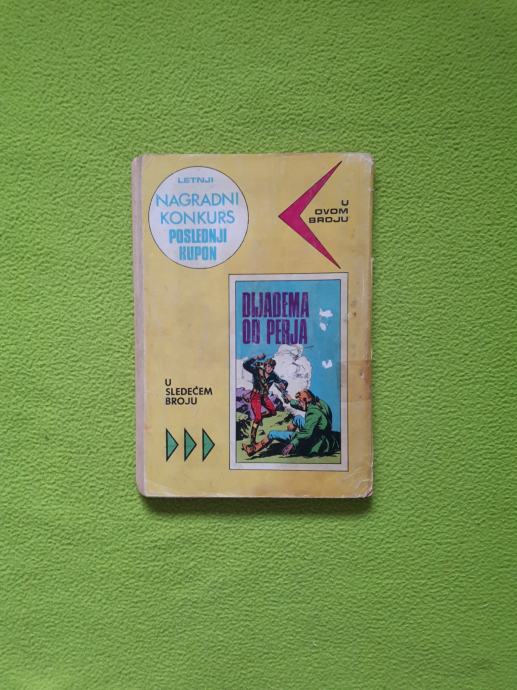 LETNJI
NAGRADNI
KONKURS
POSLEDNJI
KUPON
U
OVOM
BROJU
DIJADEMA
OD PERJA
U
SLEDEĆEM
BROJU